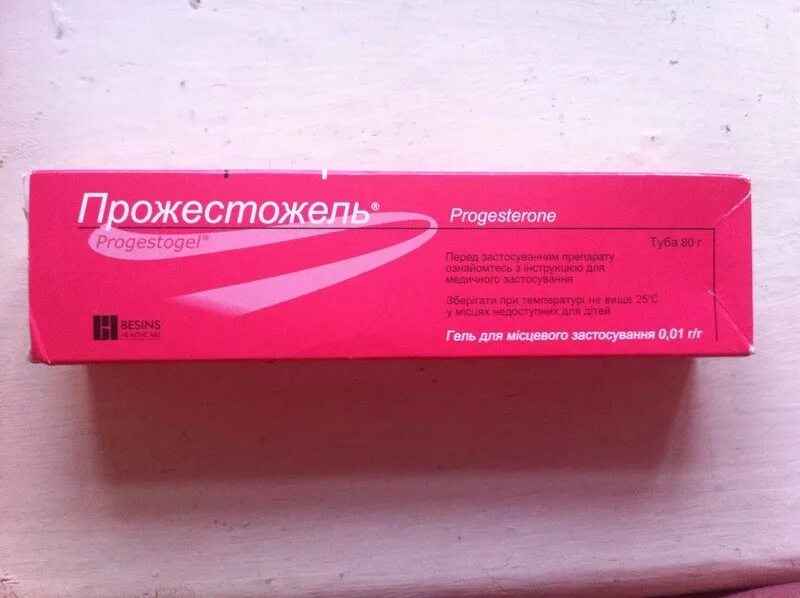 Прожестожель®
Progestogel®
BESINS
HEALTHCARE
Progesterone
Туба 80 г
Перед застосуванням препарату
ознайомтесь з інструкцією для
медичного застосування
Зберігати при температурі не вище 25°С
у місцях недоступних для дітей
Гель для місцевого застосування 0,01 г/г